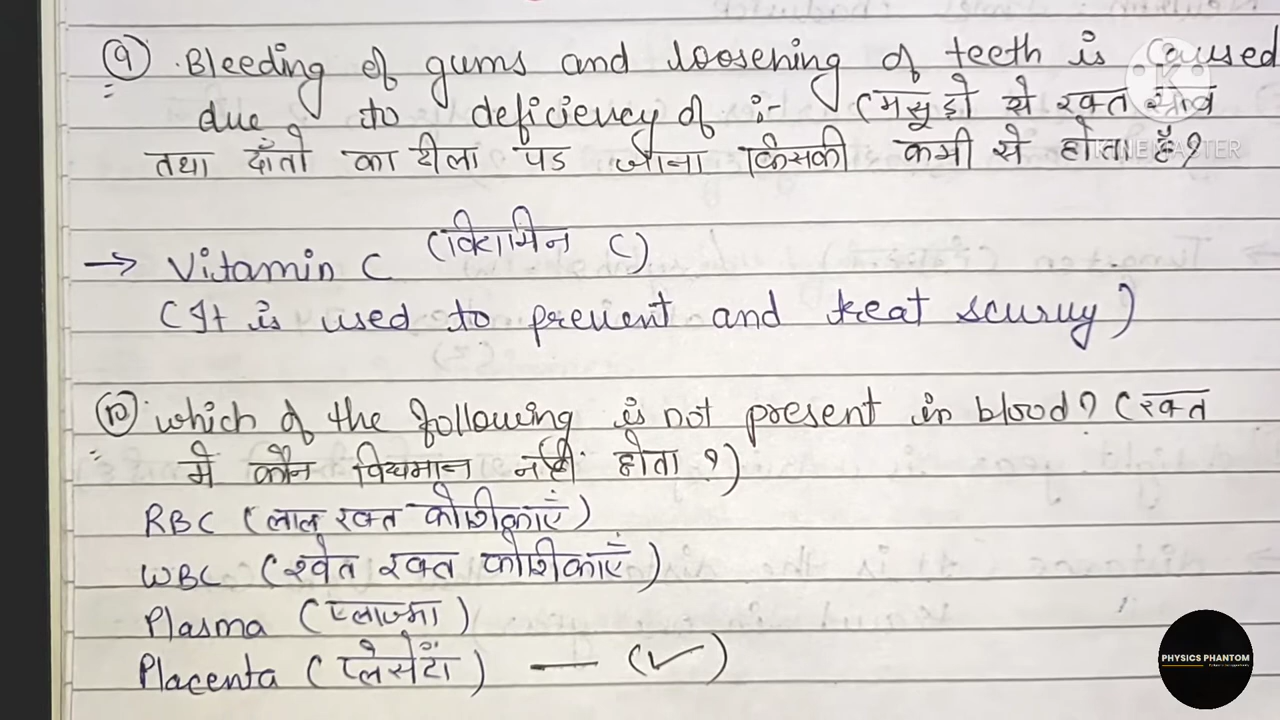 9 Bleeding of gums and loosening of teeth is caused
due to deficiency of :- (मसूड़ो से रक्त स्त्राव
तथा दाँतो का ढीला पड जाना किसकी कमी से होता है?
KINEMASTER
→ Vitamin C (विटामिन C)
(It is used to prevent and treat scurvy)
10 which of the following is not present in blood? (रक्त
मे कौन विद्यमान नही होता ?)
RBC (लाल रक्त कोशिकाएँ)
WBC (श्वेत रक्त कोशिकाएँ)
Plasma (प्लाज्मा)
Placenta (प्लेसेंटा) — (✓)
PHYSICS PHANTOM